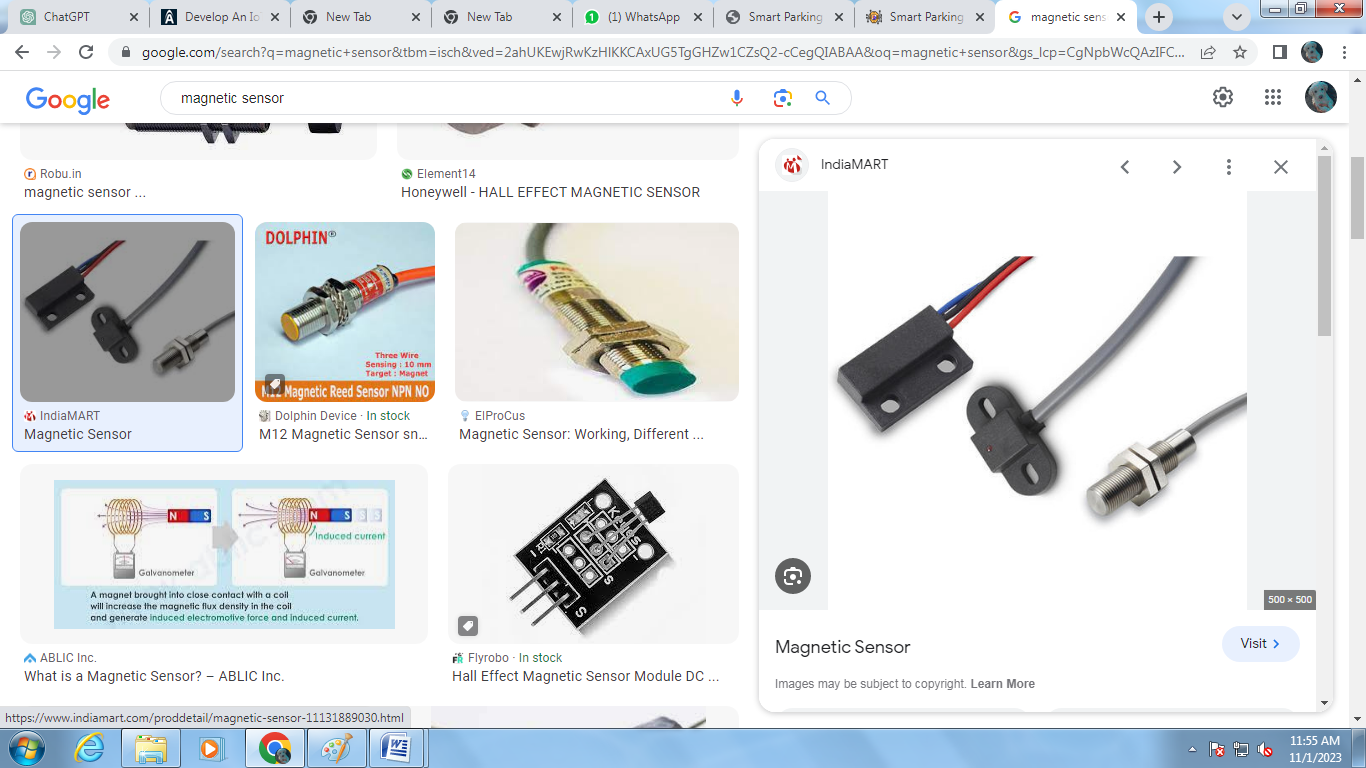 ChatGPT
Develop An Io
New Tab
New Tab
(1) WhatsApp
Smart Parking
Smart Parking
magnetic sens
google.com/search?q=magnetic+sensor&tbm=isch&ved=2ahUKEwjRwKzHlKKCAxUG5TgGHZw1CZsQ2-cCegQIABAA&oq=magnetic+sensor&gs_lcp=CgNpbWcQAzIFC...
Google
magnetic sensor
Robu.in
magnetic sensor ...
Element14
Honeywell - HALL EFFECT MAGNETIC SENSOR
IndiaMART
DOLPHIN®
Three Wire
Sensing : 10 mm
Target : Magnet
M12 Magnetic Reed Sensor NPN NO
IndiaMART
Magnetic Sensor
Dolphin Device · In stock
M12 Magnetic Sensor sn...
ElProCus
Magnetic Sensor: Working, Different ...
N S
N S
Induced current
Galvanometer
Galvanometer
A magnet brought into close contact with a coil
will increase the magnetic flux density in the coil
and generate induced electromotive force and induced current.
S
S
500 × 500
ABLIC Inc.
What is a Magnetic Sensor? – ABLIC Inc.
Flyrobo · In stock
Hall Effect Magnetic Sensor Module DC ...
Magnetic Sensor
Visit
Images may be subject to copyright. Learn More
https://www.indiamart.com/proddetail/magnetic-sensor-11131889030.html
11:55 AM
11/1/2023